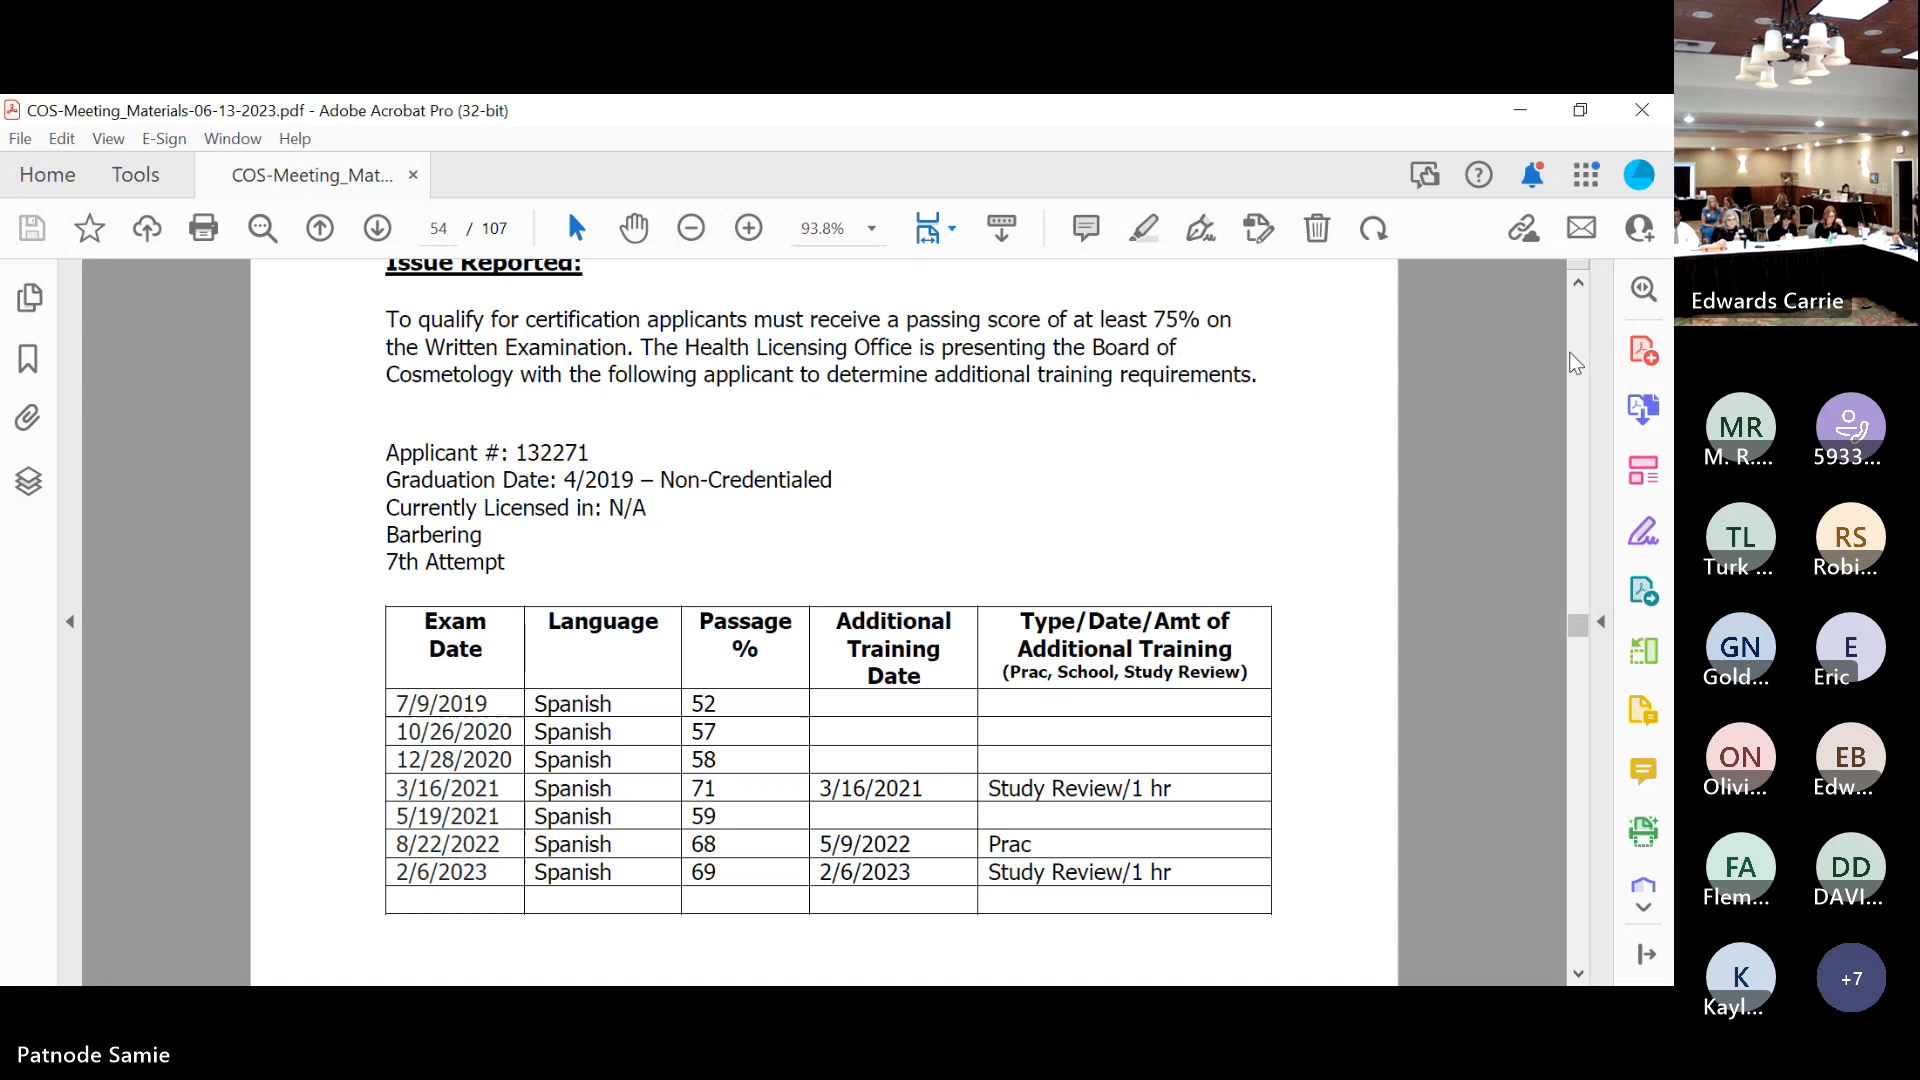 COS-Meeting_Materials-06-13-2023.pdf - Adobe Acrobat Pro (32-bit)
File Edit View E-Sign Window Help
Home Tools COS-Meeting_Mat... ×
54 / 107 93.8%
Issue Reported:
To qualify for certification applicants must receive a passing score of at least 75% on
the Written Examination. The Health Licensing Office is presenting the Board of
Cosmetology with the following applicant to determine additional training requirements.
Applicant #: 132271
Graduation Date: 4/2019 – Non-Credentialed
Currently Licensed in: N/A
Barbering
7th Attempt
Exam Date Language Passage % Additional Training Date Type/Date/Amt of Additional Training (Prac, School, Study Review)
7/9/2019 Spanish 52
10/26/2020 Spanish 57
12/28/2020 Spanish 58
3/16/2021 Spanish 71 3/16/2021 Study Review/1 hr
5/19/2021 Spanish 59
8/22/2022 Spanish 68 5/9/2022 Prac
2/6/2023 Spanish 69 2/6/2023 Study Review/1 hr
Edwards Carrie
MR
M. R....
5933...
TL
Turk ...
RS
Robi...
GN
Gold...
E
Eric
ON
Olivi...
EB
Edw...
FA
Flem...
DD
DAVI...
K
Kayl...
+7
Patnode Samie